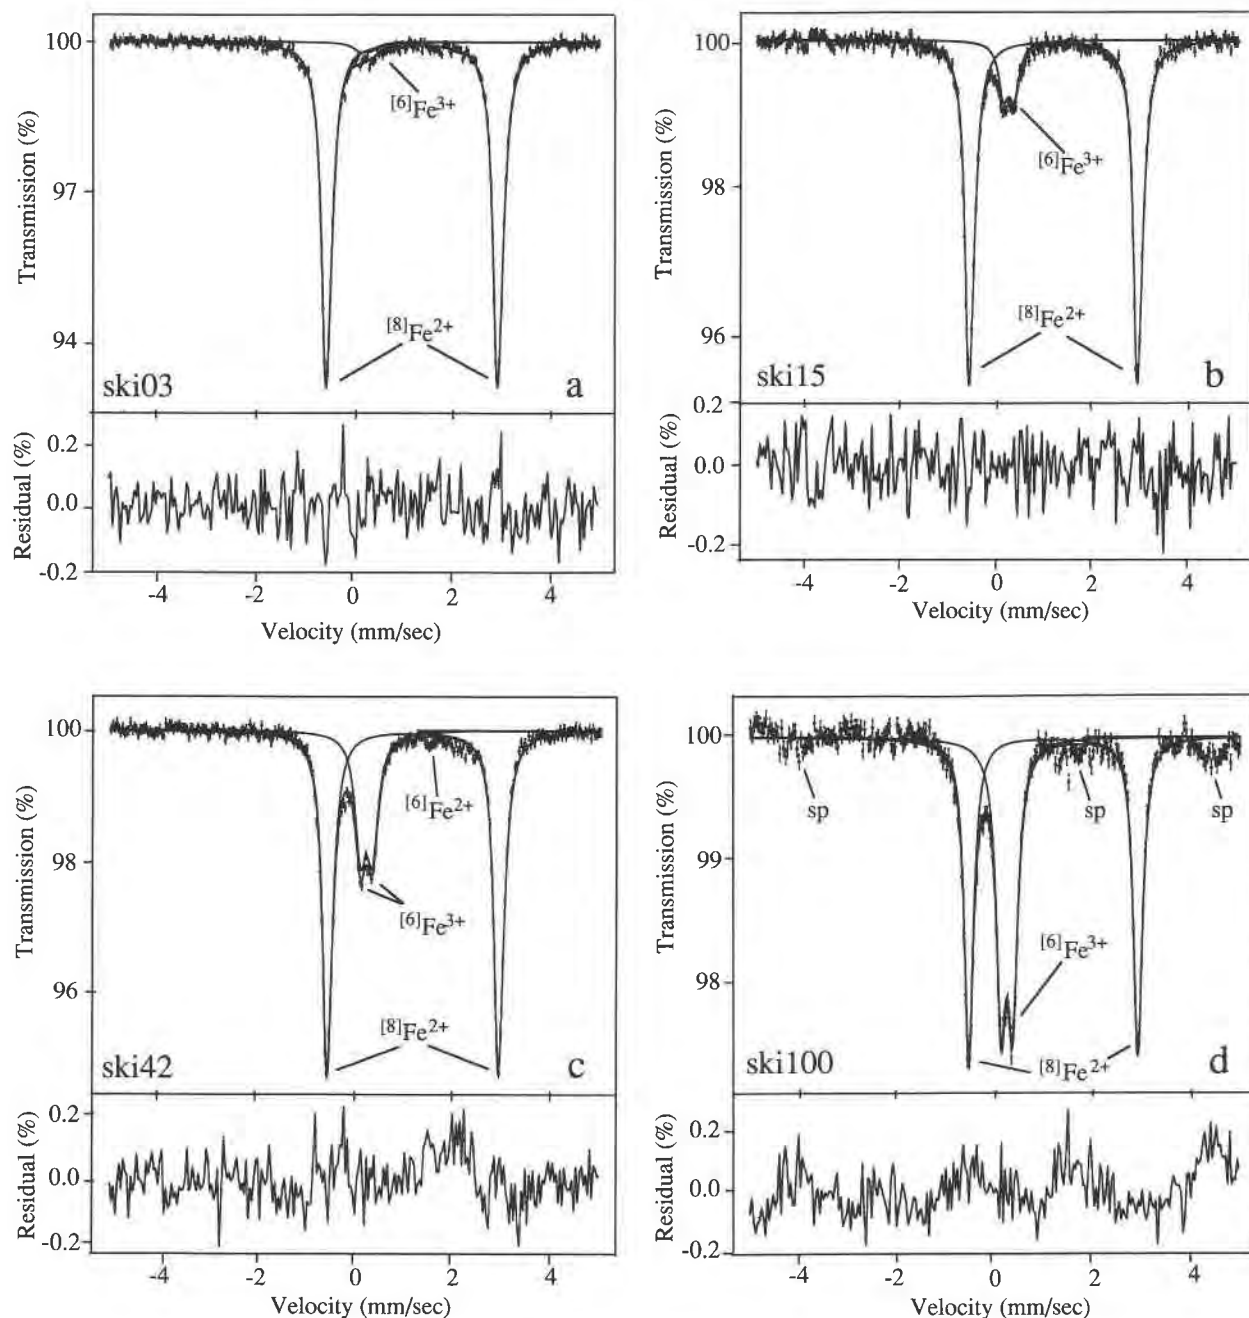 100
[6]Fe3+
97
Transmission (%)
[8]Fe2+
94
ski03
a
0.2
0.0
-0.2
Residual (%)
-4
-2
0
2
4
Velocity (mm/sec)
100
[6]Fe3+
98
Transmission (%)
[8]Fe2+
96
ski15
b
0.2
0.0
-0.2
Residual (%)
-4
-2
0
2
4
Velocity (mm/sec)
100
[6]Fe2+
98
Transmission (%)
[6]Fe3+
96
[8]Fe2+
ski42
c
0.2
0.0
-0.2
Residual (%)
-4
-2
0
2
4
Velocity (mm/sec)
100
sp
sp
sp
99
Transmission (%)
[6]Fe3+
98
[8]Fe2+
ski100
d
0.2
0.0
-0.2
Residual (%)
-4
-2
0
2
4
Velocity (mm/sec)